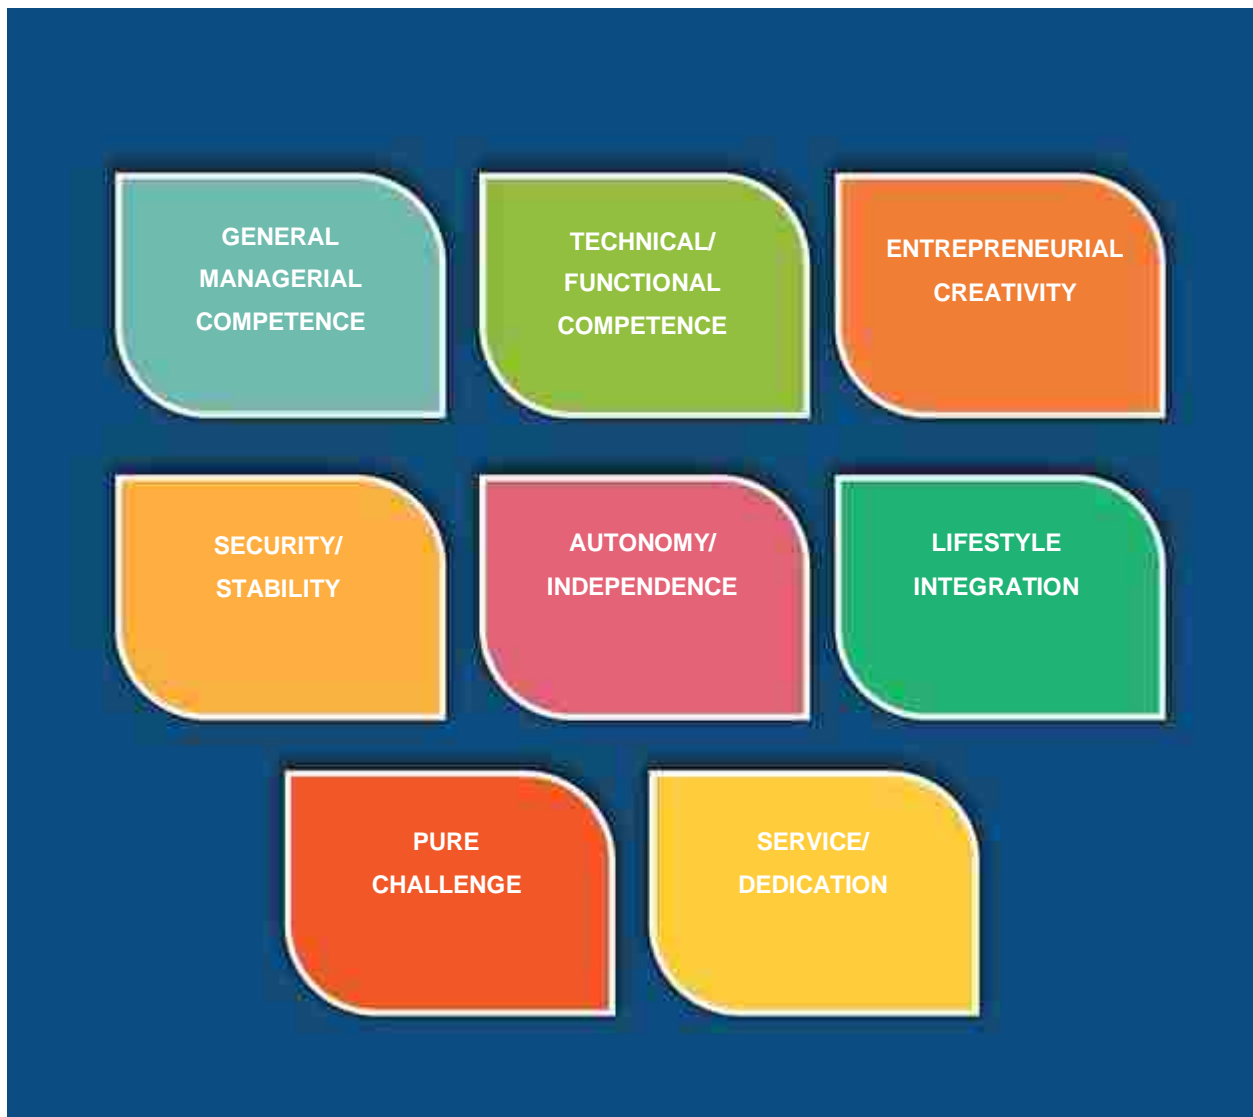 GENERAL
MANAGERIAL
COMPETENCE
TECHNICAL/
FUNCTIONAL
COMPETENCE
ENTREPRENEURIAL
CREATIVITY
SECURITY/
STABILITY
AUTONOMY/
INDEPENDENCE
LIFESTYLE
INTEGRATION
PURE
CHALLENGE
SERVICE/
DEDICATION